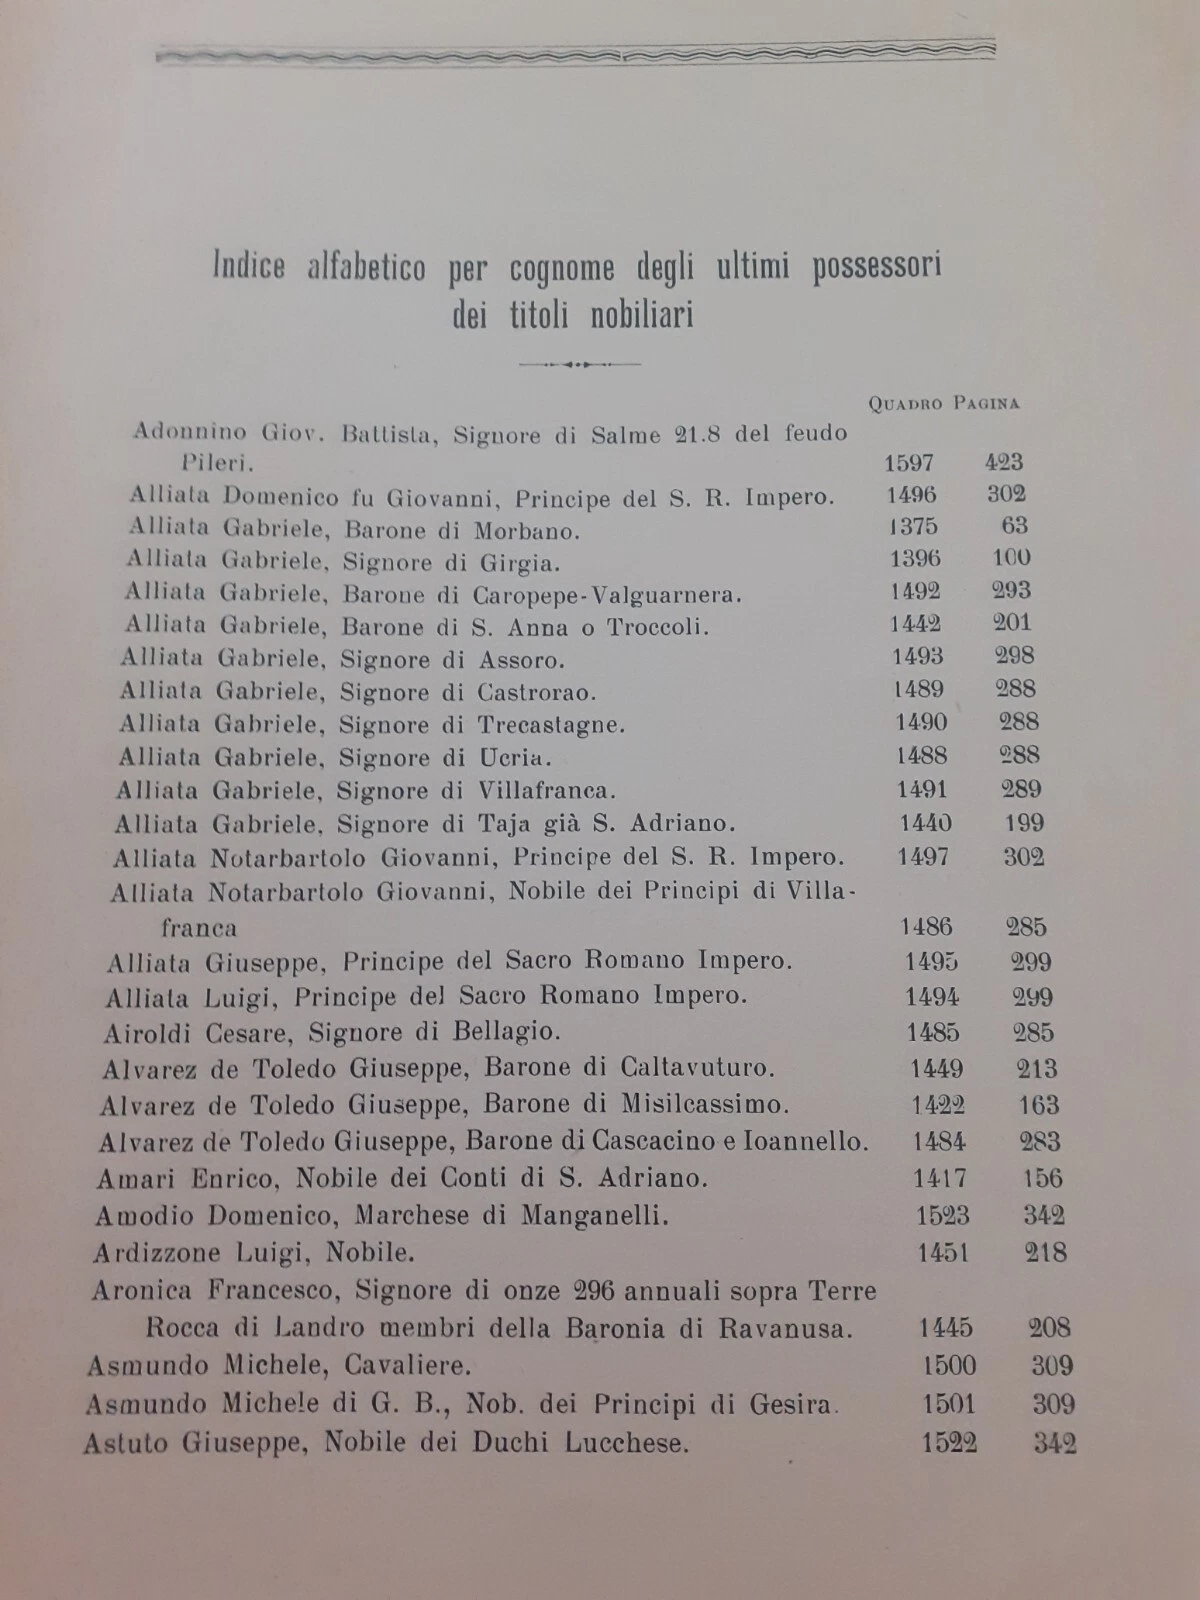 Indice alfabetico per cognome degli ultimi possessori
dei titoli nobiliari
QUADRO PAGINA
Adonnino Giov. Battista, Signore di Salme 21.8 del feudo
Pileri. 1597 423
Alliata Domenico fu Giovanni, Principe del S. R. Impero. 1496 302
Alliata Gabriele, Barone di Morbano. 1375 63
Alliata Gabriele, Signore di Girgia. 1396 100
Alliata Gabriele, Barone di Caropepe-Valguarnera. 1492 293
Alliata Gabriele, Barone di S. Anna o Troccoli. 1442 201
Alliata Gabriele, Signore di Assoro. 1493 298
Alliata Gabriele, Signore di Castrorao. 1489 288
Alliata Gabriele, Signore di Trecastagne. 1490 288
Alliata Gabriele, Signore di Ucria. 1488 288
Alliata Gabriele, Signore di Villafranca. 1491 289
Alliata Gabriele, Signore di Taja già S. Adriano. 1440 199
Alliata Notarbartolo Giovanni, Principe del S. R. Impero. 1497 302
Alliata Notarbartolo Giovanni, Nobile dei Principi di Villa-
franca 1486 285
Alliata Giuseppe, Principe del Sacro Romano Impero. 1495 299
Alliata Luigi, Principe del Sacro Romano Impero. 1494 299
Airoldi Cesare, Signore di Bellagio. 1485 285
Alvarez de Toledo Giuseppe, Barone di Caltavuturo. 1449 213
Alvarez de Toledo Giuseppe, Barone di Misilcassimo. 1422 163
Alvarez de Toledo Giuseppe, Barone di Cascacino e Ioannello. 1484 283
Amari Enrico, Nobile dei Conti di S. Adriano. 1417 156
Amodio Domenico, Marchese di Manganelli. 1523 342
Ardizzone Luigi, Nobile. 1451 218
Aronica Francesco, Signore di onze 296 annuali sopra Terre
Rocca di Landro membri della Baronia di Ravanusa. 1445 208
Asmundo Michele, Cavaliere. 1500 309
Asmundo Michele di G. B., Nob. dei Principi di Gesira. 1501 309
Astuto Giuseppe, Nobile dei Duchi Lucchese. 1522 342